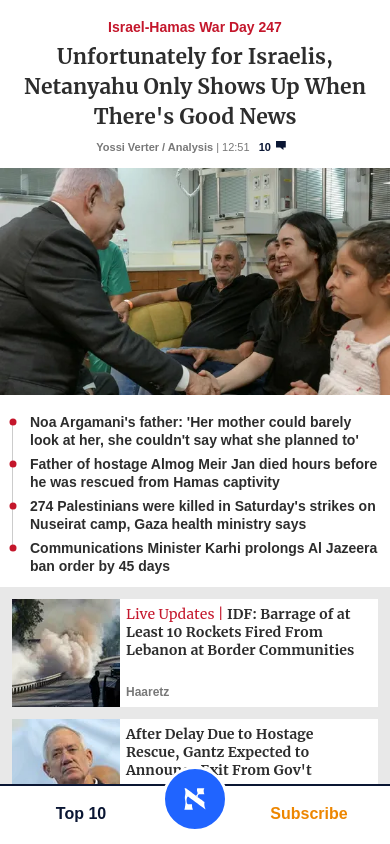 Israel-Hamas War Day 247
Unfortunately for Israelis,
Netanyahu Only Shows Up When
There's Good News
Yossi Verter / Analysis | 12:51 10
Noa Argamani's father: 'Her mother could barely
look at her, she couldn't say what she planned to'
Father of hostage Almog Meir Jan died hours before
he was rescued from Hamas captivity
274 Palestinians were killed in Saturday's strikes on
Nuseirat camp, Gaza health ministry says
Communications Minister Karhi prolongs Al Jazeera
ban order by 45 days
Live Updates | IDF: Barrage of at
Least 10 Rockets Fired From
Lebanon at Border Communities
Haaretz
After Delay Due to Hostage
Rescue, Gantz Expected to
Announce Exit From Gov't
Top 10
Subscribe